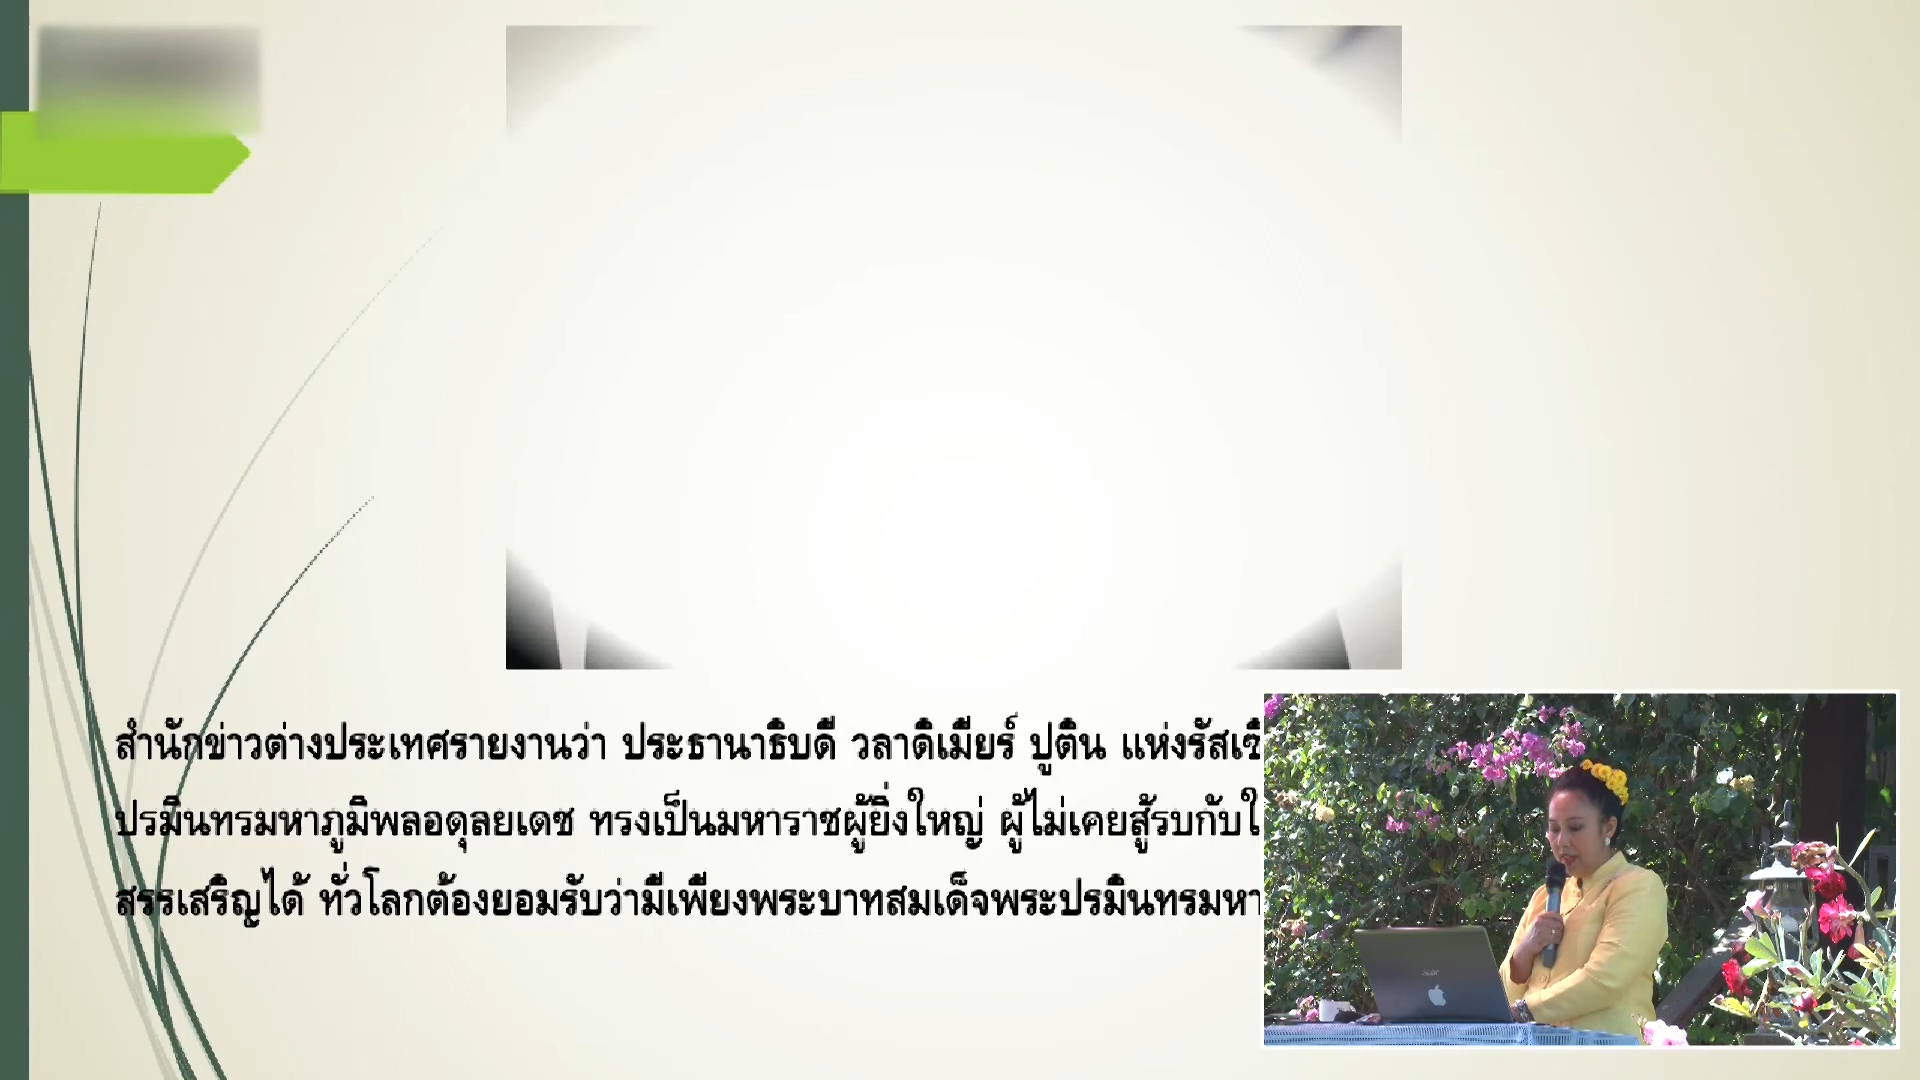 สำนักข่าวต่างประเทศรายงานว่า ประธานาธิบดี วลาดิเมียร์ ปูติน แห่งรัสเซี
ปรมินทรมหาภูมิพลอดุลยเดช ทรงเป็นมหาราชผู้ยิ่งใหญ่ ผู้ไม่เคยสู้รบกับใ
สรรเสริญได้ ทั่วโลกต้องยอมรับว่ามีเพียงพระบาทสมเด็จพระปรมินทรมหา
acer